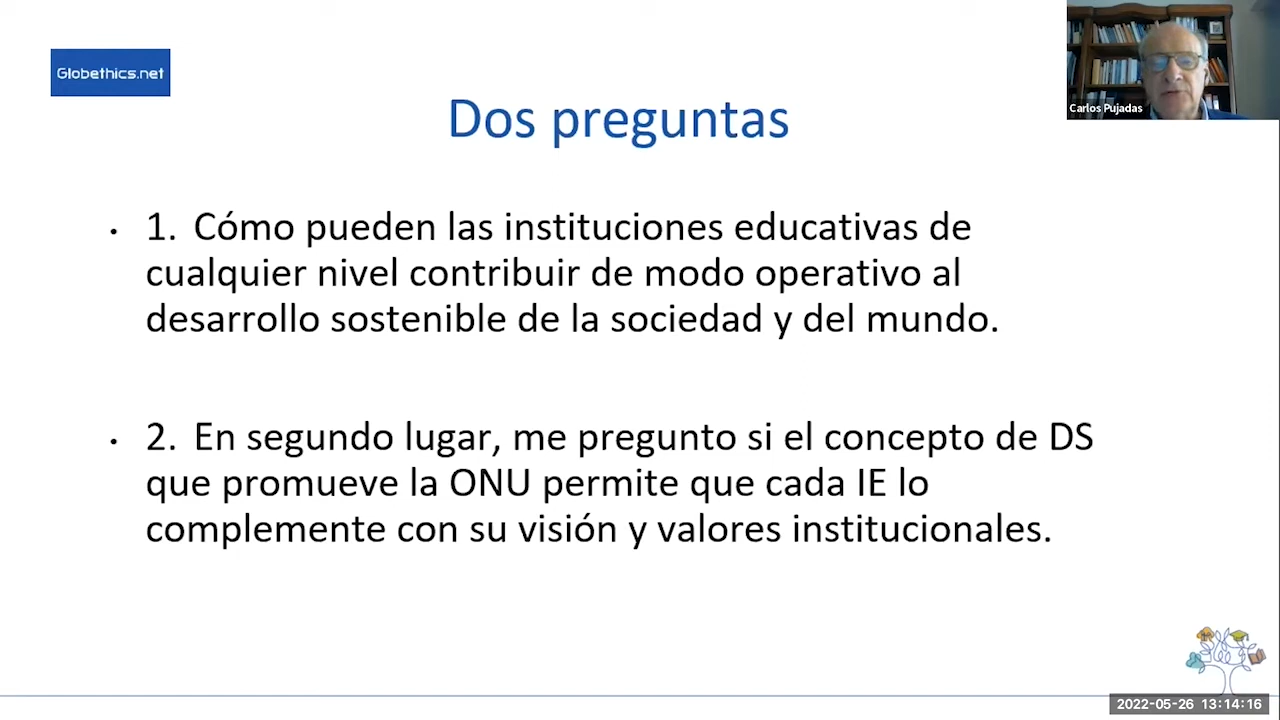 Globethics.net
Carlos Pujadas
Dos preguntas
• 1. Cómo pueden las instituciones educativas de
cualquier nivel contribuir de modo operativo al
desarrollo sostenible de la sociedad y del mundo.
• 2. En segundo lugar, me pregunto si el concepto de DS
que promueve la ONU permite que cada IE lo
complemente con su visión y valores institucionales.
2022-05-26 13:14:16